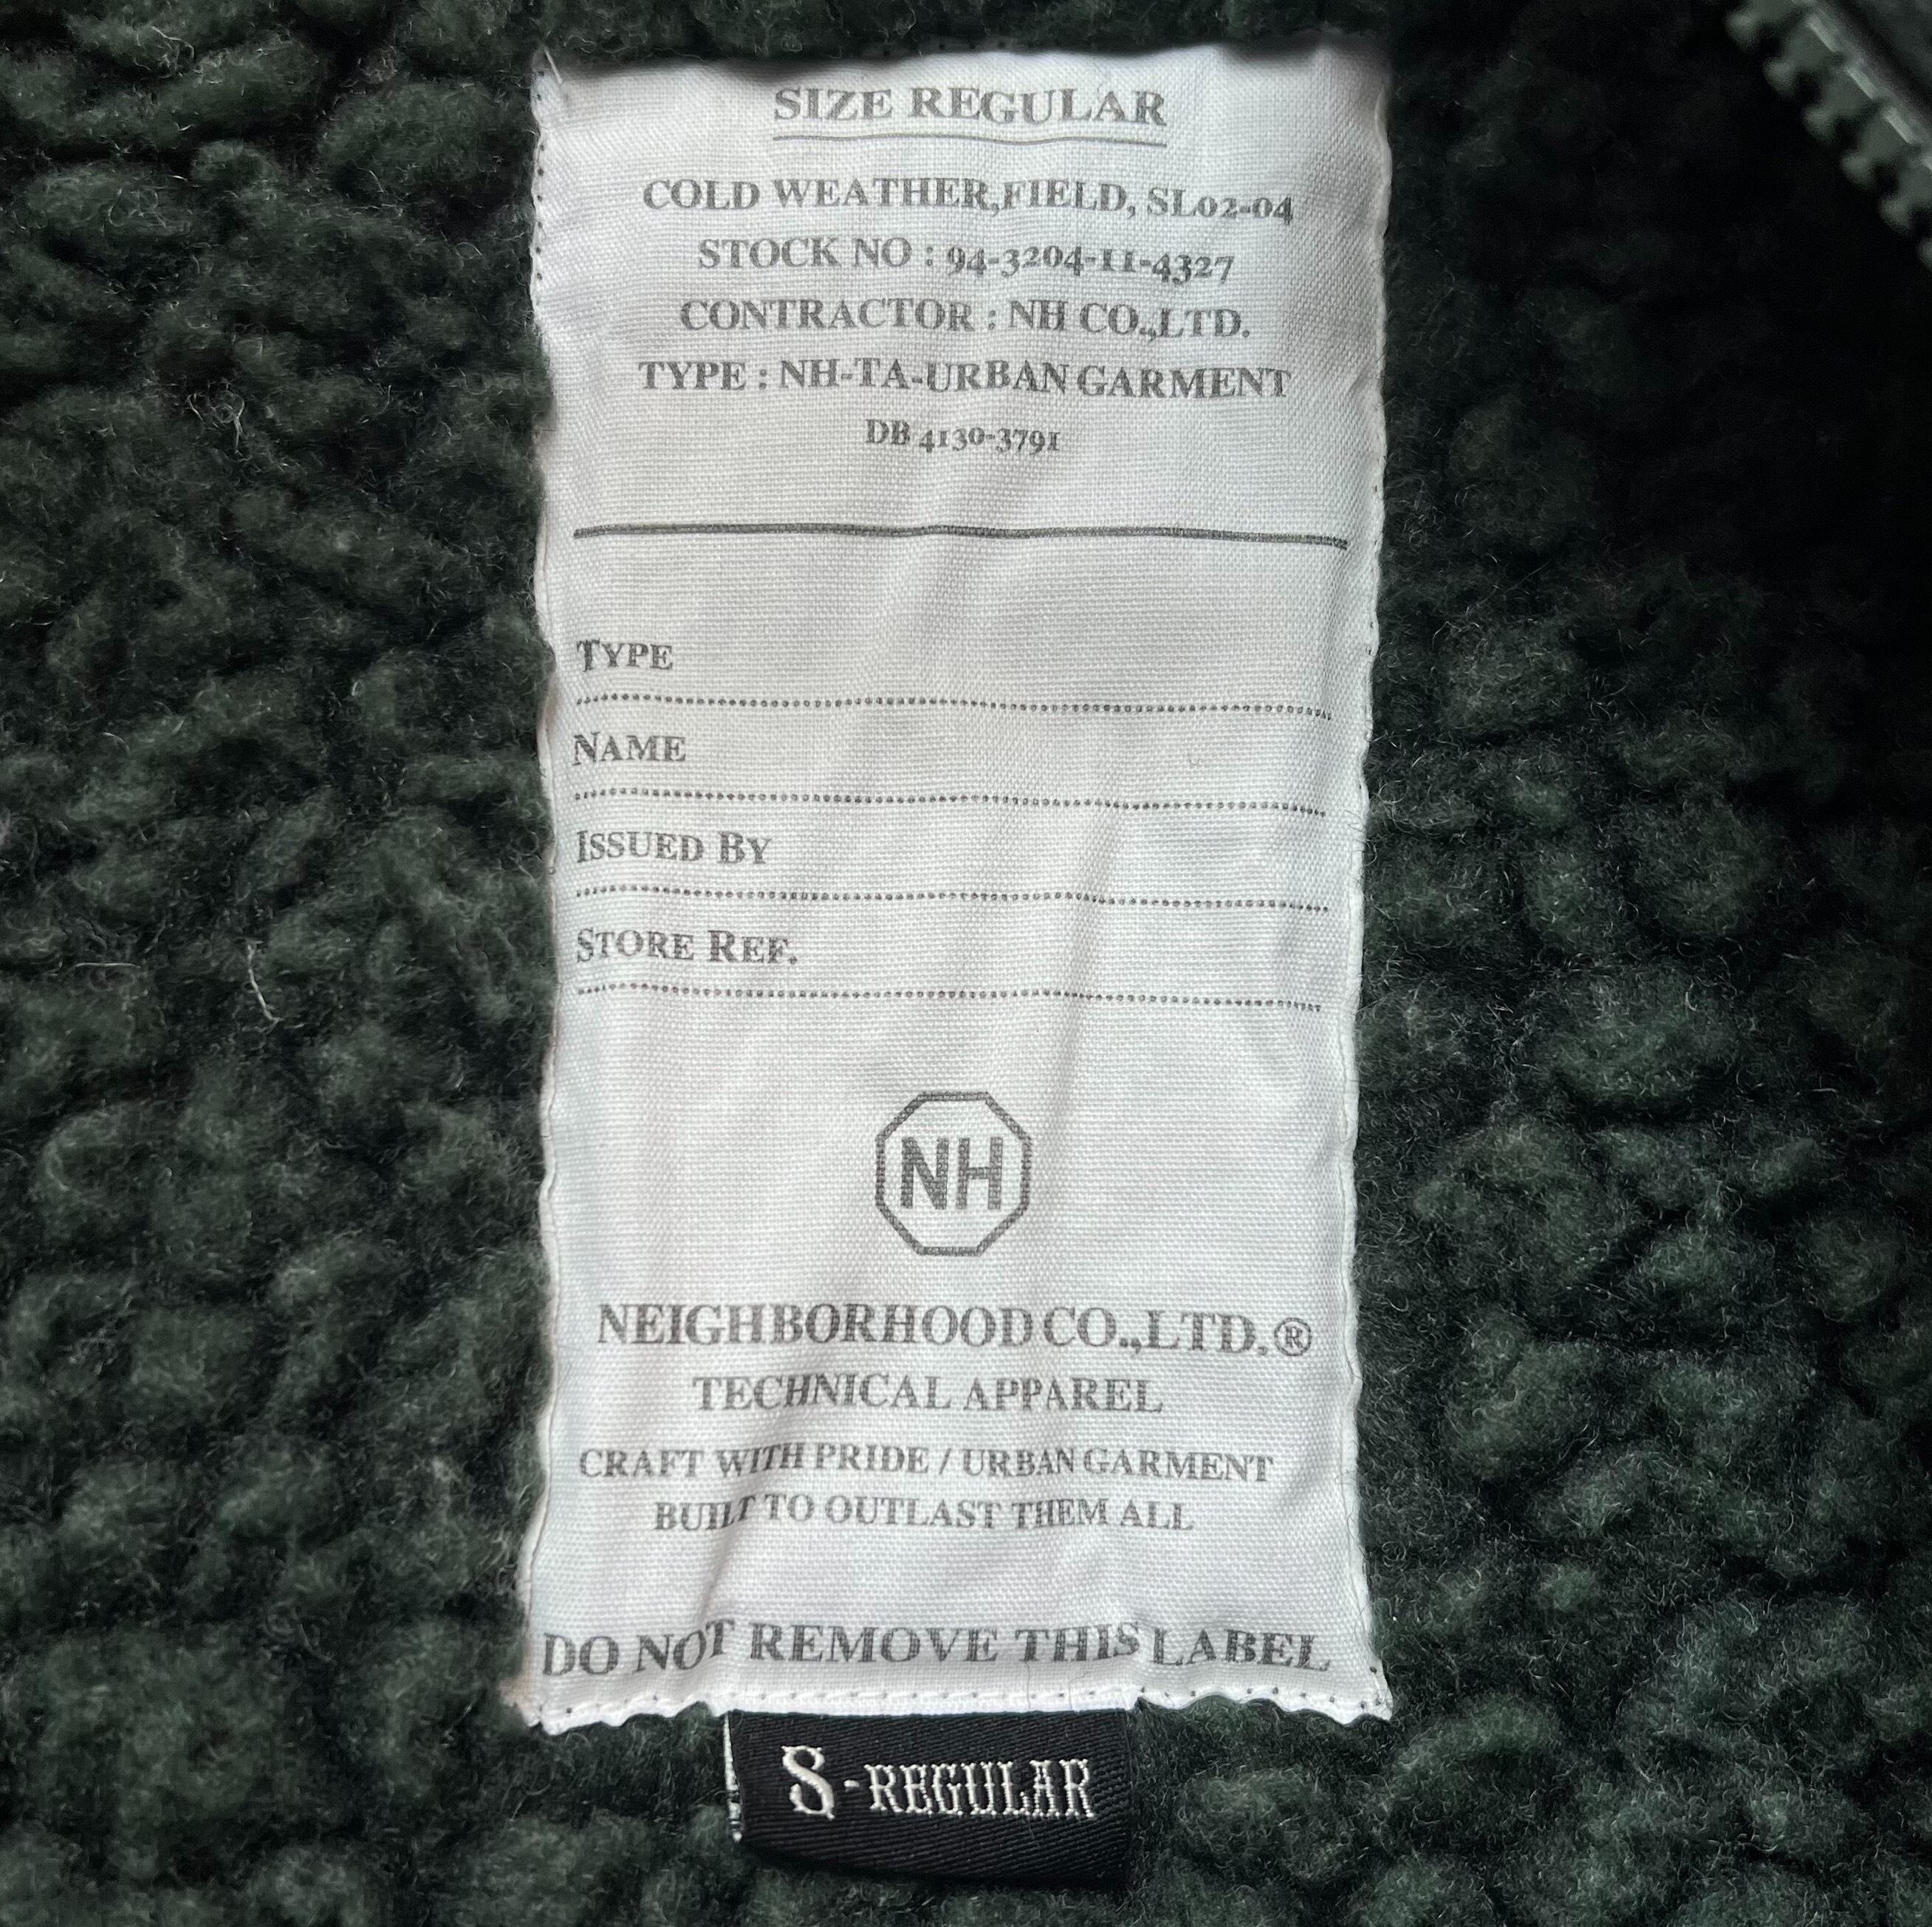 SIZE REGULAR
COLD WEATHER,FIELD, SL02-04
STOCK NO : 94-3204-11-4327
CONTRACTOR : NH CO.,LTD.
TYPE : NH-TA-URBAN GARMENT
DB 4130-3791
TYPE
NAME
ISSUED BY
STORE REF.
NH
NEIGHBORHOOD CO.,LTD.®
TECHNICAL APPAREL
CRAFT WITH PRIDE / URBAN GARMENT
BUILT TO OUTLAST THEM ALL
DO NOT REMOVE THIS LABEL
S-REGULAR